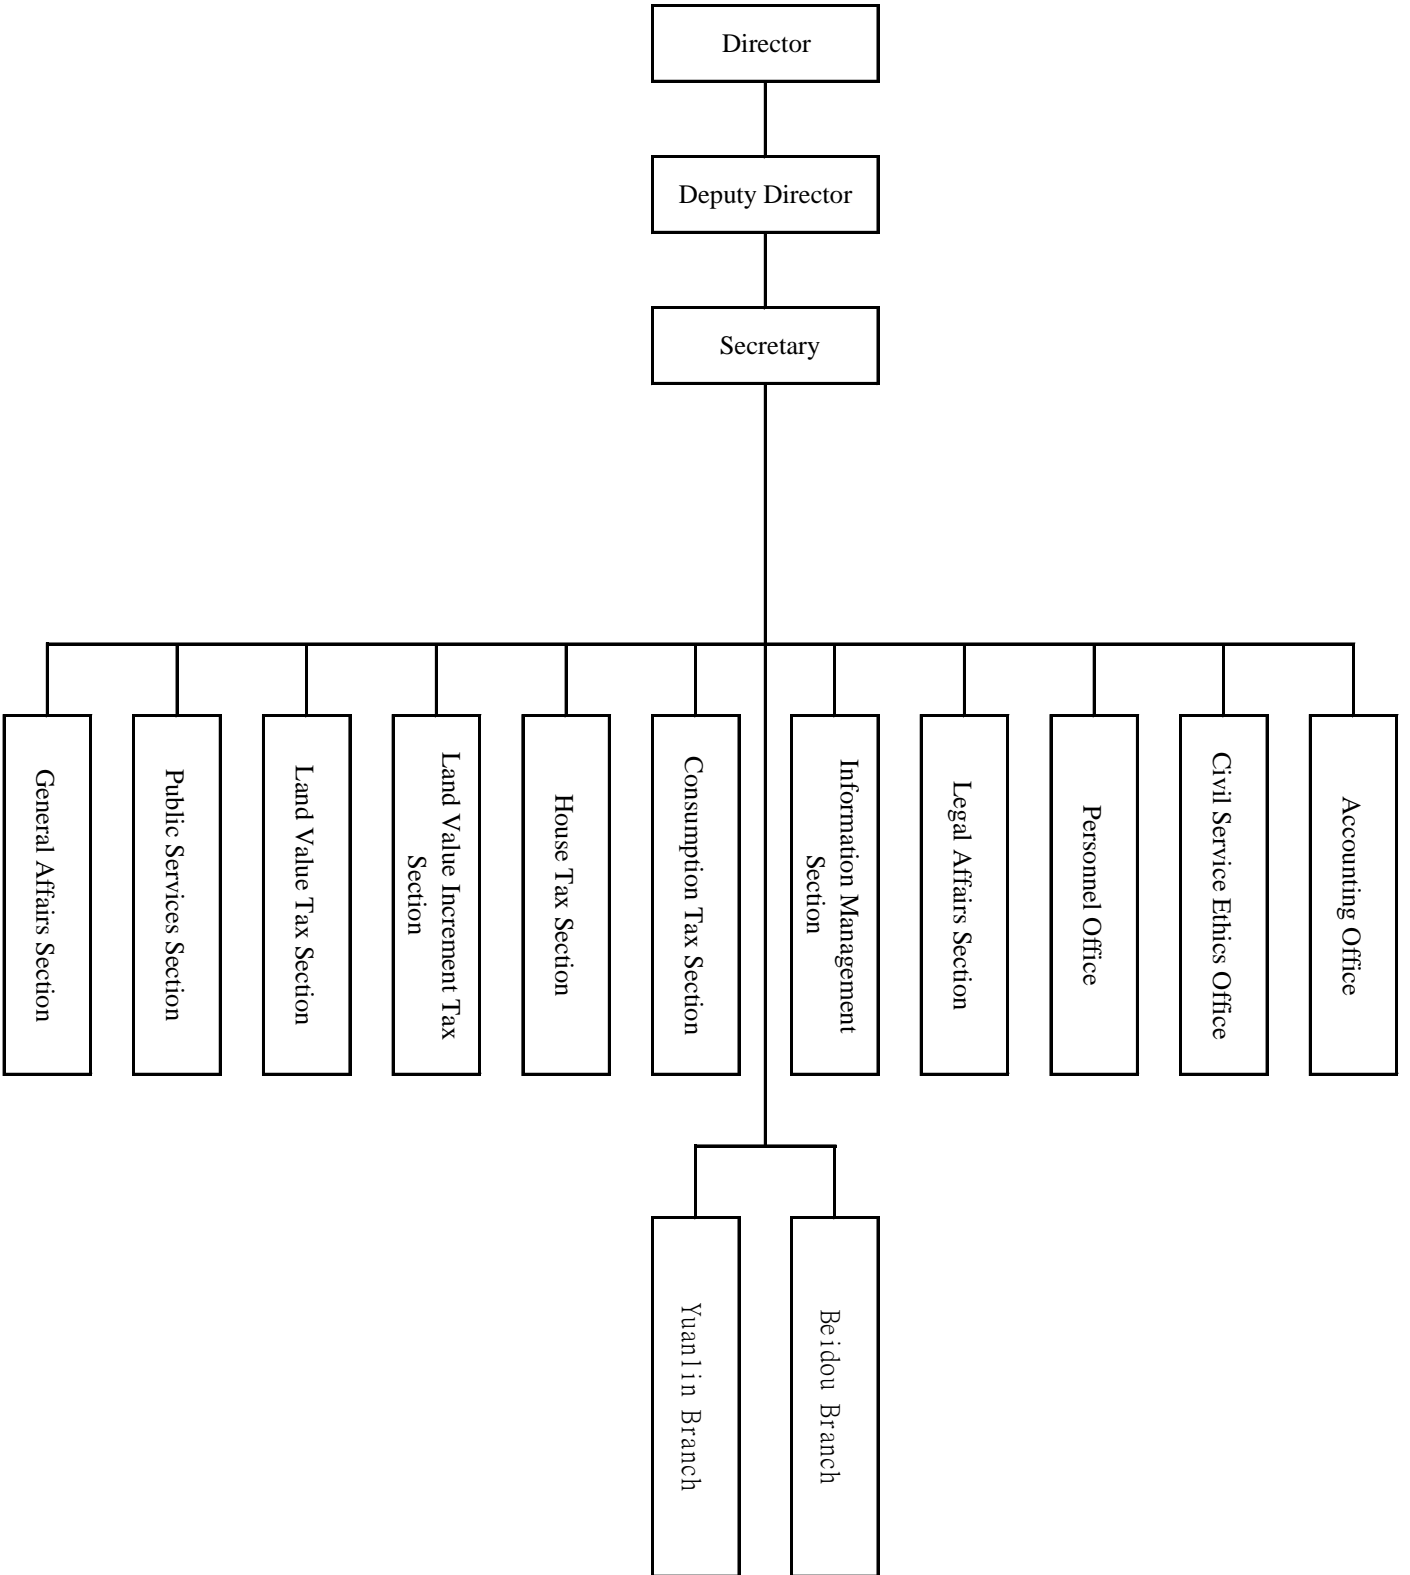 Director
Deputy Director
Secretary
General Affairs Section
Public Services Section
Land Value Tax Section
Land Value Increment Tax
Section
House Tax Section
Consumption Tax Section
Information Management
Section
Legal Affairs Section
Personnel Office
Civil Service Ethics Office
Accounting Office
Yuanlin Branch
Beidou Branch